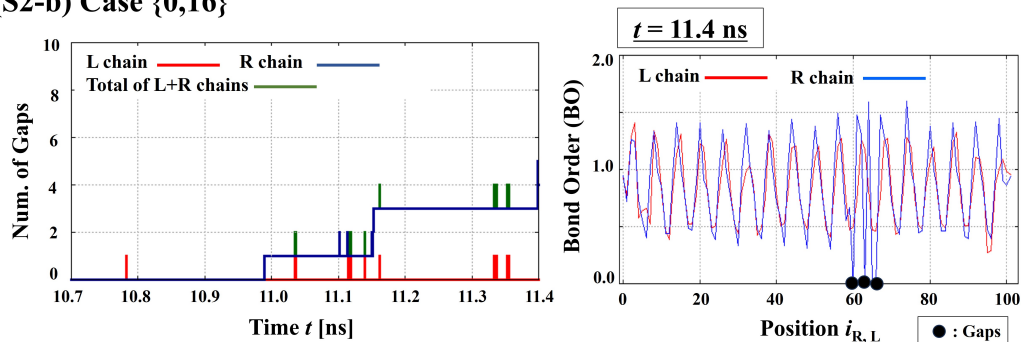 (S2-b) Case {0,16}
L chain
R chain
Total of L+R chains
Num. of Gaps
10
8
6
4
2
0
10.7
10.8
10.9
11.0
11.1
11.2
11.3
11.4
Time t [ns]
t = 11.4 ns
L chain
R chain
Bond Order (BO)
2.0
1.0
0.0
0
20
40
60
80
100
Position iR, L
: Gaps